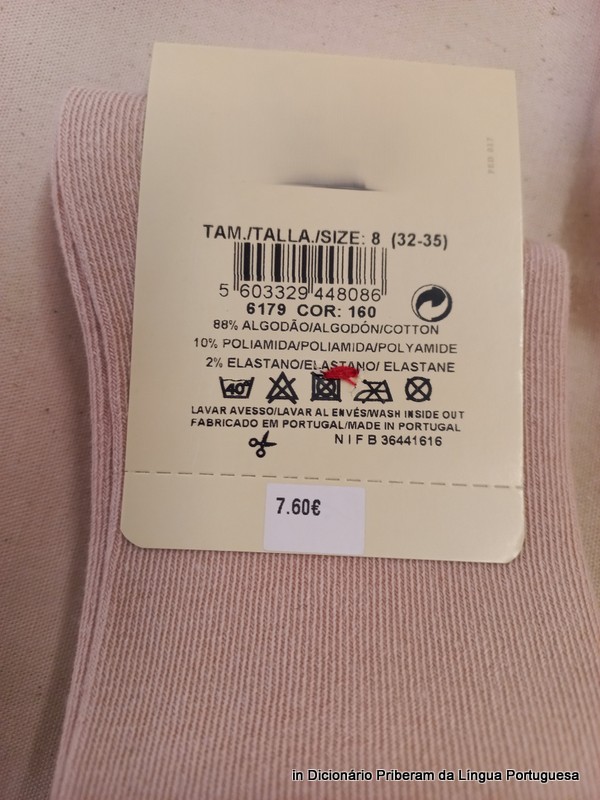 TAM./TALLA./SIZE: 8 (32-35)
5 603329 448086
6179 COR: 160
88% ALGODÃO/ALGODÓN/COTTON
10% POLIAMIDA/POLIAMIDA/POLYAMIDE
2% ELASTANO/ELASTANO/ ELASTANE
40°
LAVAR AVESSO/LAVAR AL ENVÉS/WASH INSIDE OUT
FABRICADO EM PORTUGAL/MADE IN PORTUGAL
N I F B 36441616
7.60€
in Dicionário Priberam da Língua Portuguesa